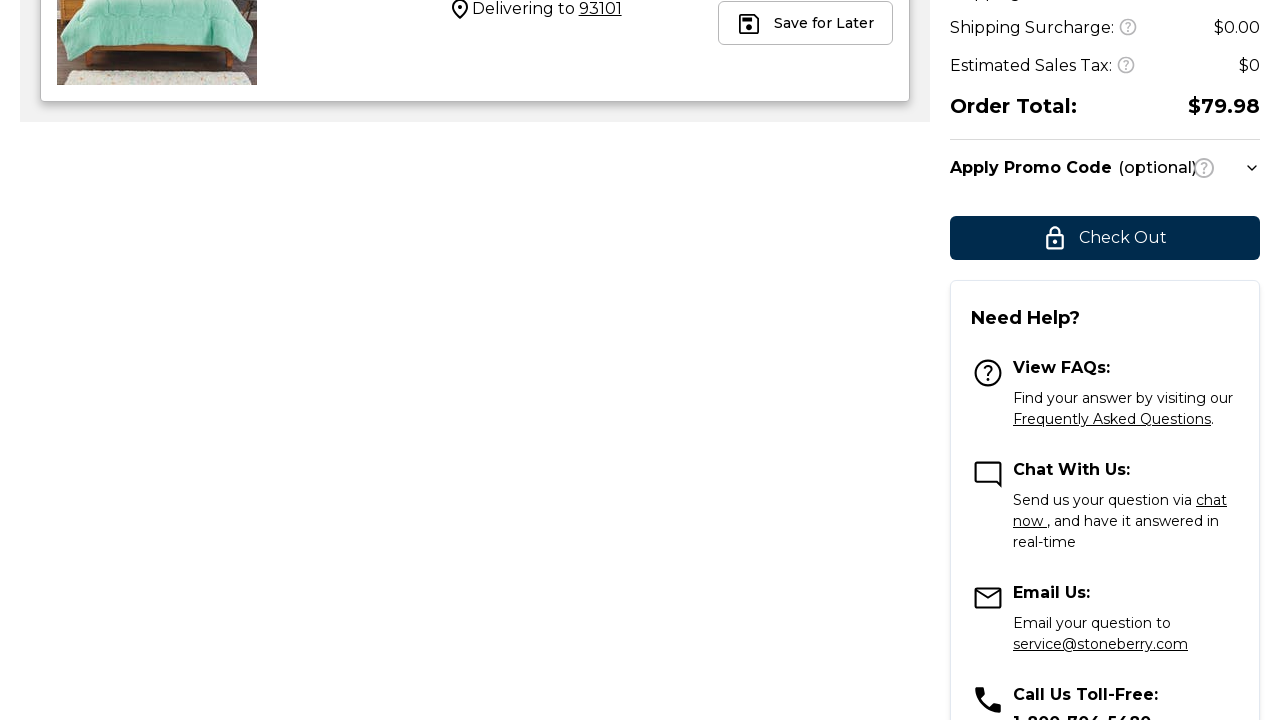 Delivering to 93101
Save for Later
Shipping Surcharge:
$0.00
Estimated Sales Tax:
$0
Order Total:
$79.98
Apply Promo Code (optional)
Check Out
Need Help?
View FAQs:
Find your answer by visiting our
Frequently Asked Questions.
Chat With Us:
Send us your question via chat
now , and have it answered in
real-time
Email Us:
Email your question to
service@stoneberry.com
Call Us Toll-Free: